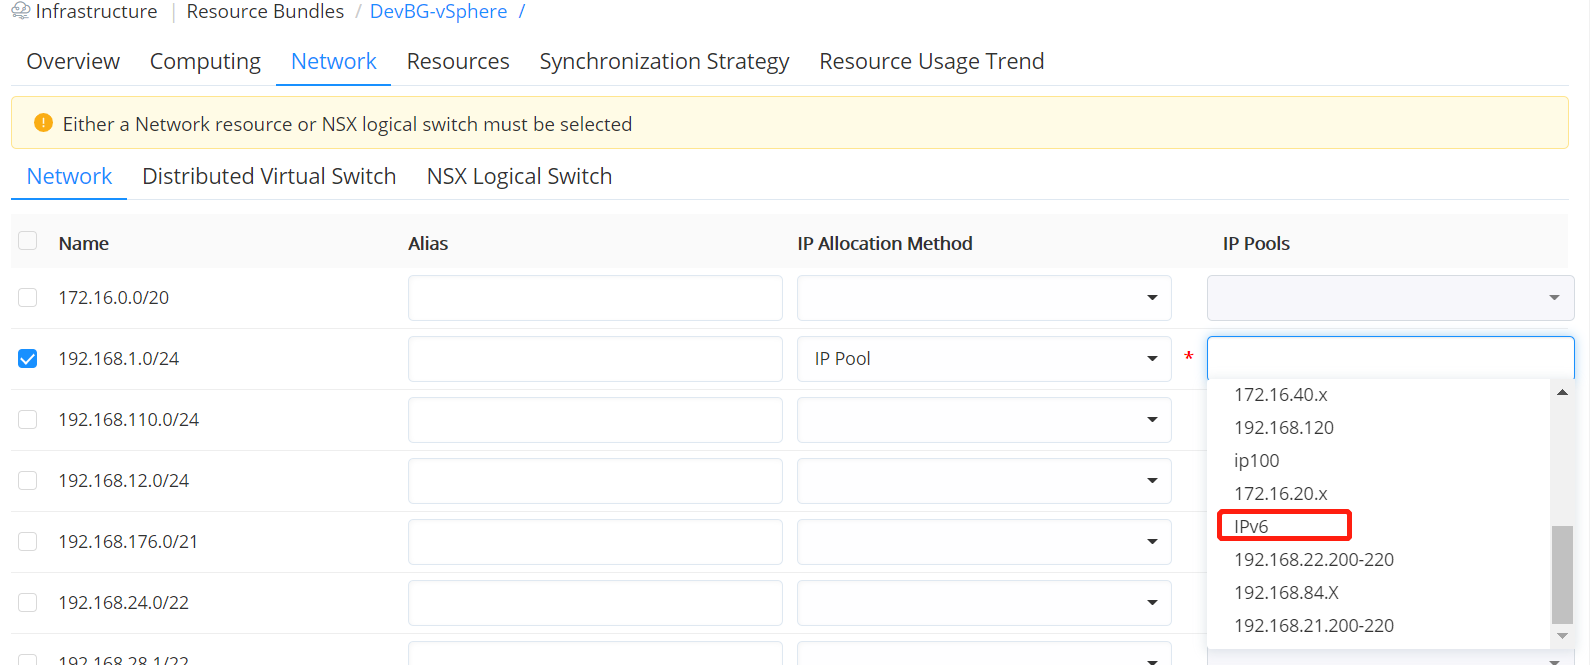 Infrastructure | Resource Bundles / DevBG-vSphere /
Overview Computing Network Resources Synchronization Strategy Resource Usage Trend
Either a Network resource or NSX logical switch must be selected
Network Distributed Virtual Switch NSX Logical Switch
Name Alias IP Allocation Method IP Pools
172.16.0.0/20
192.168.1.0/24 IP Pool *
172.16.40.x
192.168.110.0/24
192.168.120
ip100
192.168.12.0/24
172.16.20.x
IPv6
192.168.176.0/21
192.168.22.200-220
192.168.84.X
192.168.24.0/22
192.168.21.200-220
192.168.28.1/22